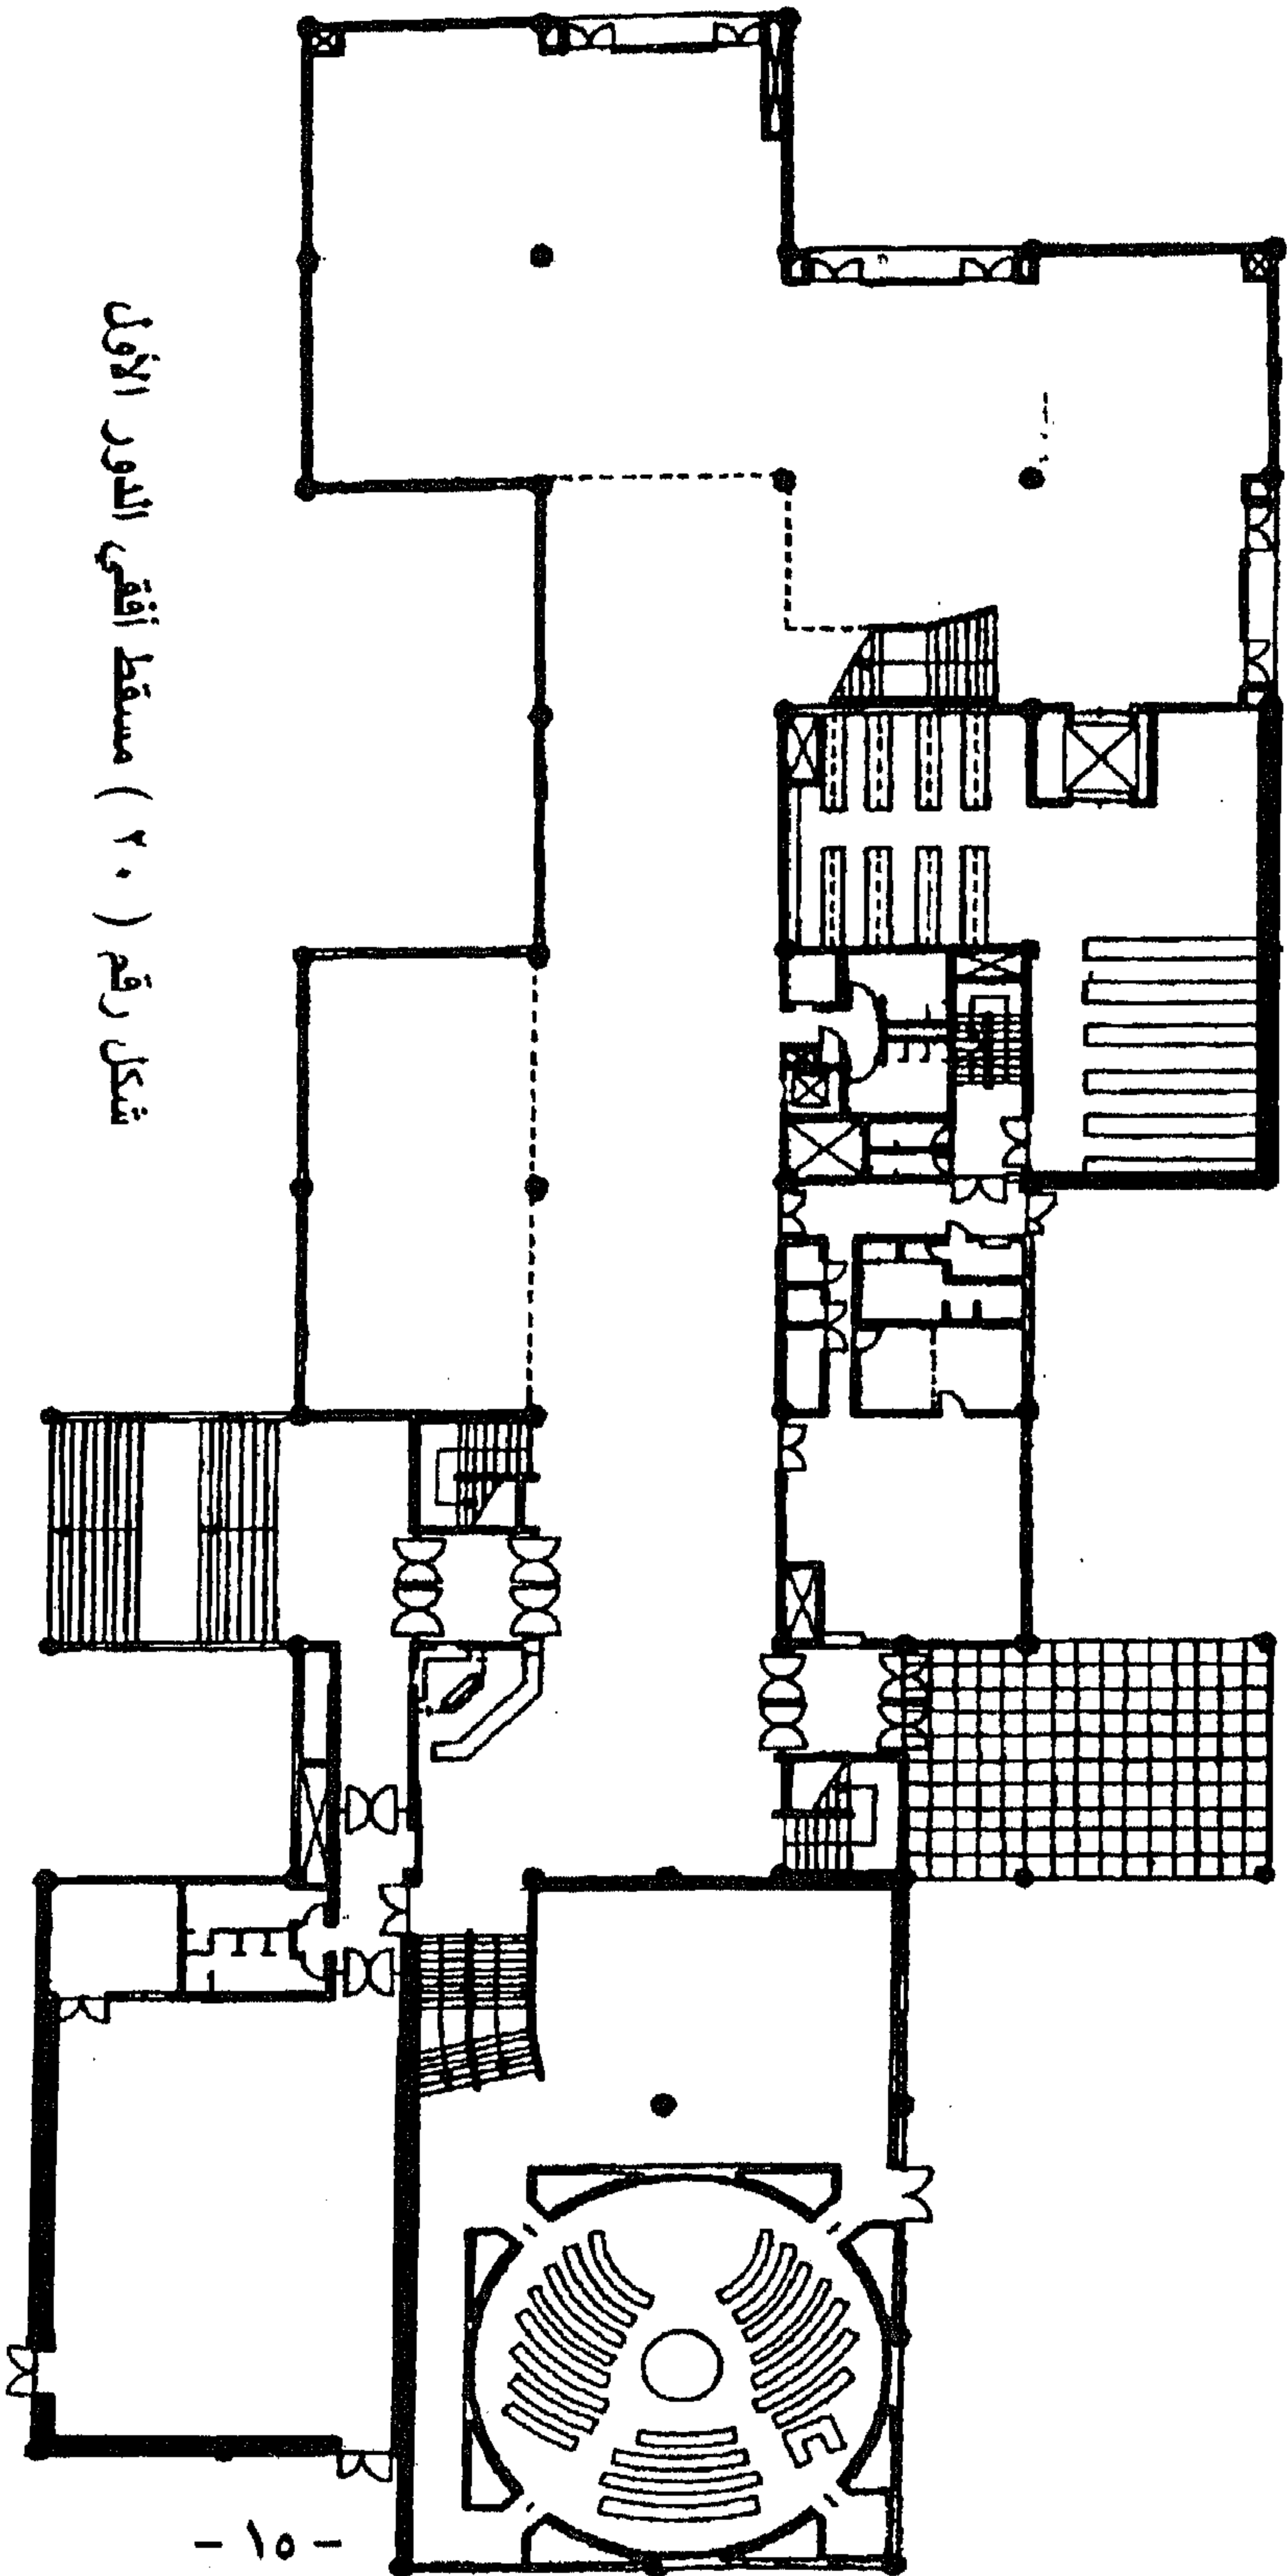 شكل رقم ( ٢٠ ) مسقط أفقي الدور الأول
- ١٥ -